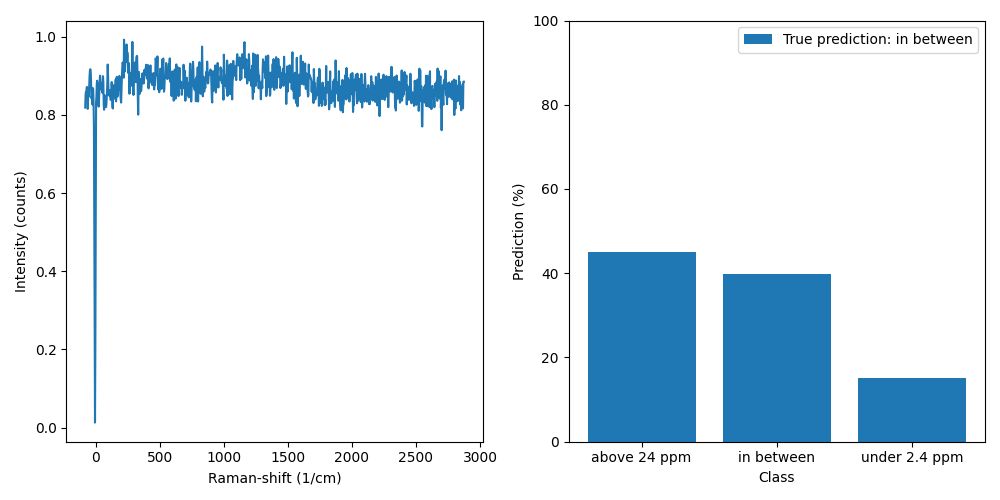 1.0
0.8
0.6
0.4
0.2
0.0
Intensity (counts)
0
500
1000
1500
2000
2500
3000
Raman-shift (1/cm)
100
80
60
40
20
0
Prediction (%)
True prediction: in between
above 24 ppm
in between
under 2.4 ppm
Class